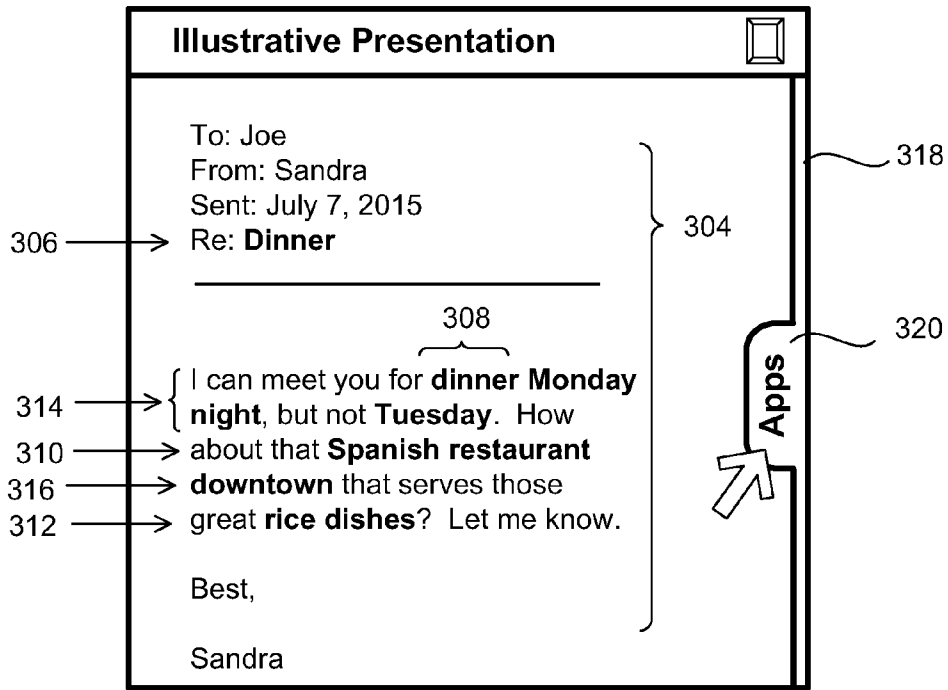 Illustrative Presentation
To: Joe
From: Sandra
Sent: July 7, 2015
Re: Dinner
306
304
318
308
320
Apps
I can meet you for dinner Monday
night, but not Tuesday. How
about that Spanish restaurant
downtown that serves those
great rice dishes? Let me know.
314
310
316
312
Best,
Sandra